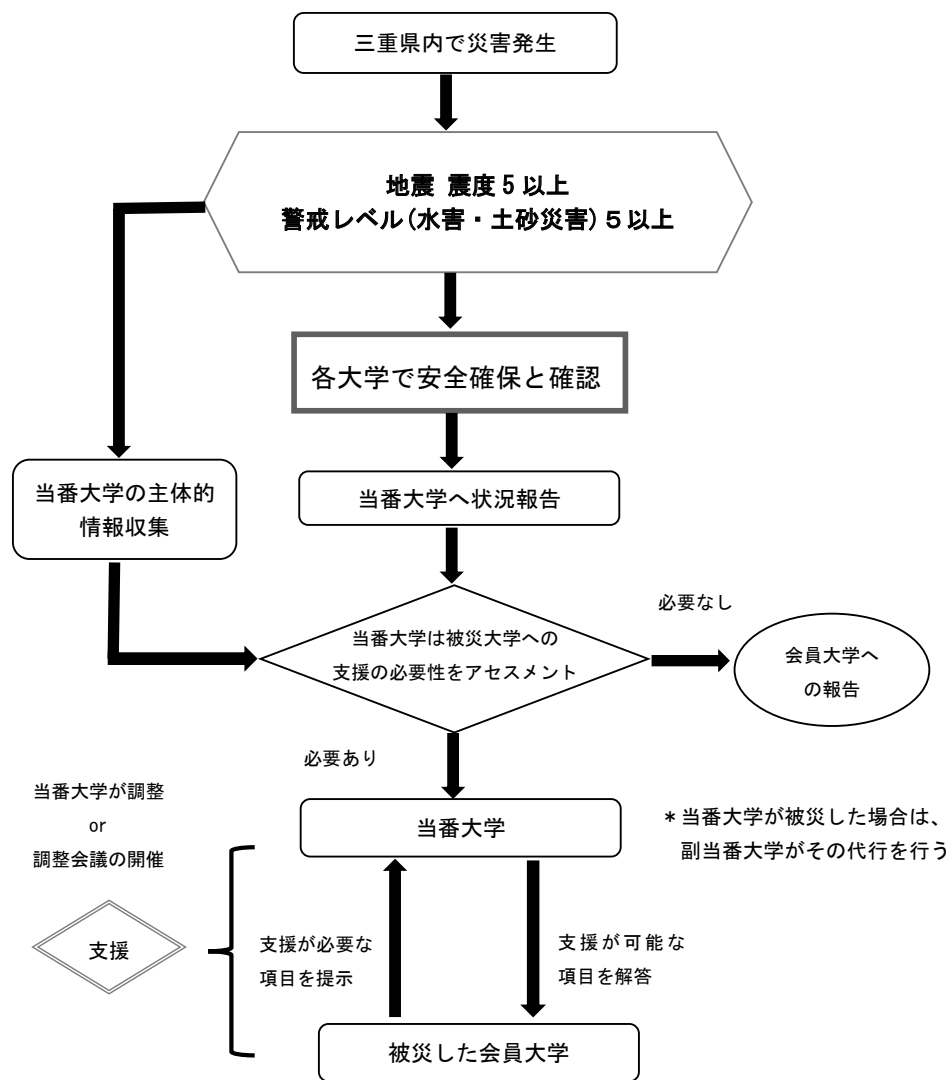 三重県内で災害発生
地震 震度5以上
警戒レベル(水害・土砂災害)５以上
各大学で安全確保と確認
当番大学の主体的
情報収集
当番大学へ状況報告
当番大学は被災大学への
支援の必要性をアセスメント
必要なし
会員大学へ
の報告
必要あり
当番大学が調整
or
調整会議の開催
当番大学
＊当番大学が被災した場合は、
副当番大学がその代行を行う
支援
支援が必要な
項目を提示
支援が可能な
項目を解答
被災した会員大学